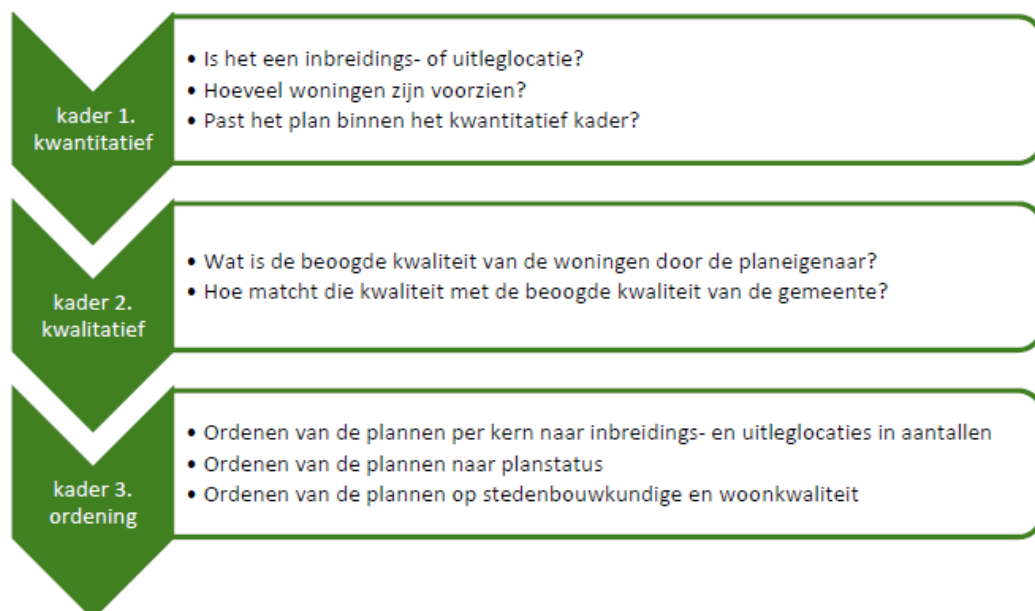 kader 1.
kwantitatief
• Is het een inbreidings- of uitleglocatie?
• Hoeveel woningen zijn voorzien?
• Past het plan binnen het kwantitatief kader?
kader 2.
kwalitatief
• Wat is de beoogde kwaliteit van de woningen door de planeigenaar?
• Hoe matcht die kwaliteit met de beoogde kwaliteit van de gemeente?
kader 3.
ordening
• Ordenen van de plannen per kern naar inbreidings- en uitleglocaties in aantallen
• Ordenen van de plannen naar planstatus
• Ordenen van de plannen op stedenbouwkundige en woonkwaliteit